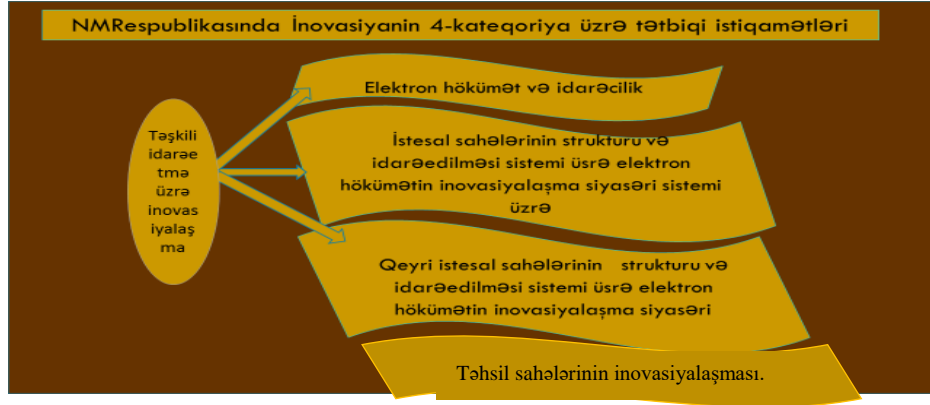 NMRespublikasında İnovasiyanin 4-kateqoriya üzrə tətbiqi istiqamətləri
Elektron hökümət və idarəcilik
Təşkili
idarəe
tmə
üzrə
inovas
iyalaş
ma
İstesal sahələrinin strukturu və
idarəedilməsi sistemi üsrə elektron
hökümətin inovasiyalaşma siyasəri sistemi
üzrə
Qeyri istesal sahələrinin strukturu və
idarəedilməsi sistemi üsrə elektron
hökümətin inovasiyalaşma siyasəri
Təhsil sahələrinin inovasiyalaşması.